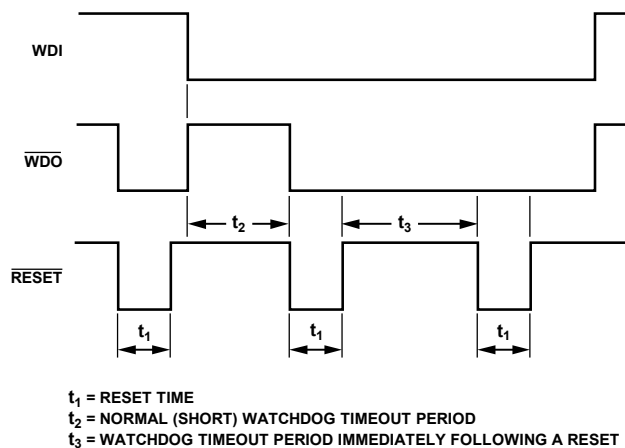 WDI
WDO
t2
t3
RESET
t1
t1
t1
t1 = RESET TIME
t2 = NORMAL (SHORT) WATCHDOG TIMEOUT PERIOD
t3 = WATCHDOG TIMEOUT PERIOD IMMEDIATELY FOLLOWING A RESET